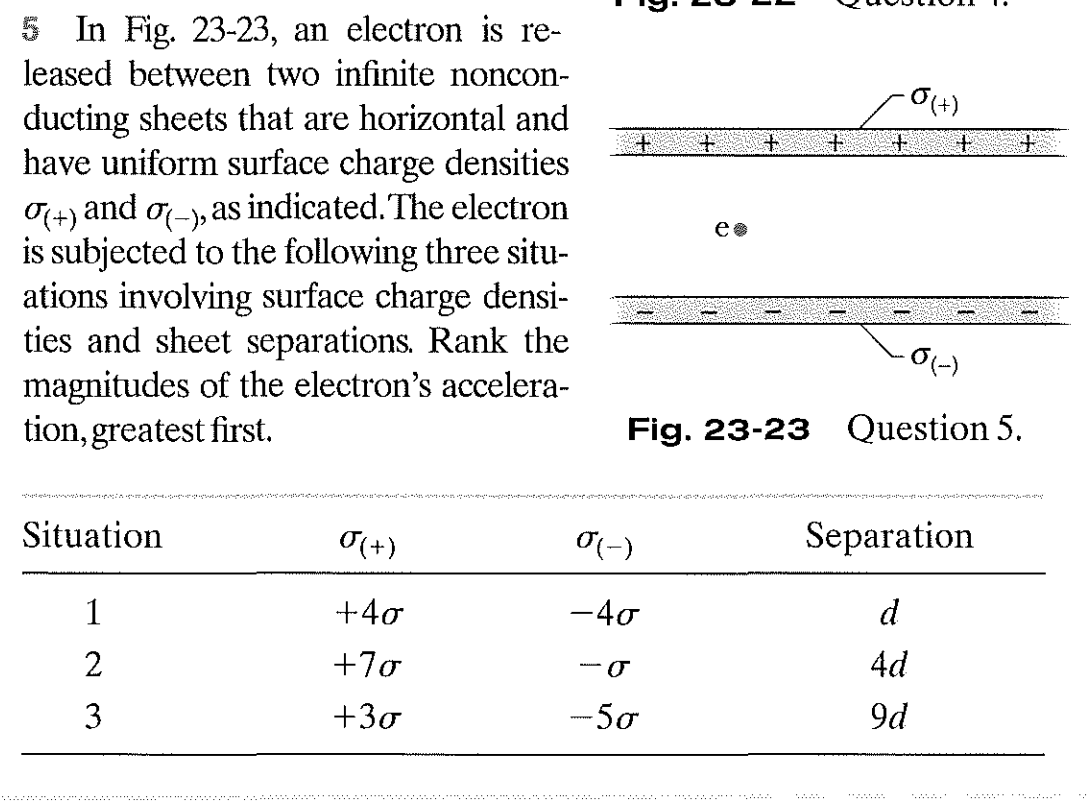 Fig. 23-22 Question 4.
5 In Fig. 23-23, an electron is re-
leased between two infinite noncon-
ducting sheets that are horizontal and
have uniform surface charge densities
σ(+) and σ(−), as indicated. The electron
is subjected to the following three situ-
ations involving surface charge densi-
ties and sheet separations. Rank the
magnitudes of the electron's accelera-
tion, greatest first.
σ(+)
+ + + + + + +
e
− − − − − − −
σ(−)
Fig. 23-23 Question 5.
Situation σ(+) σ(−) Separation
1 +4σ −4σ d
2 +7σ −σ 4d
3 +3σ −5σ 9d